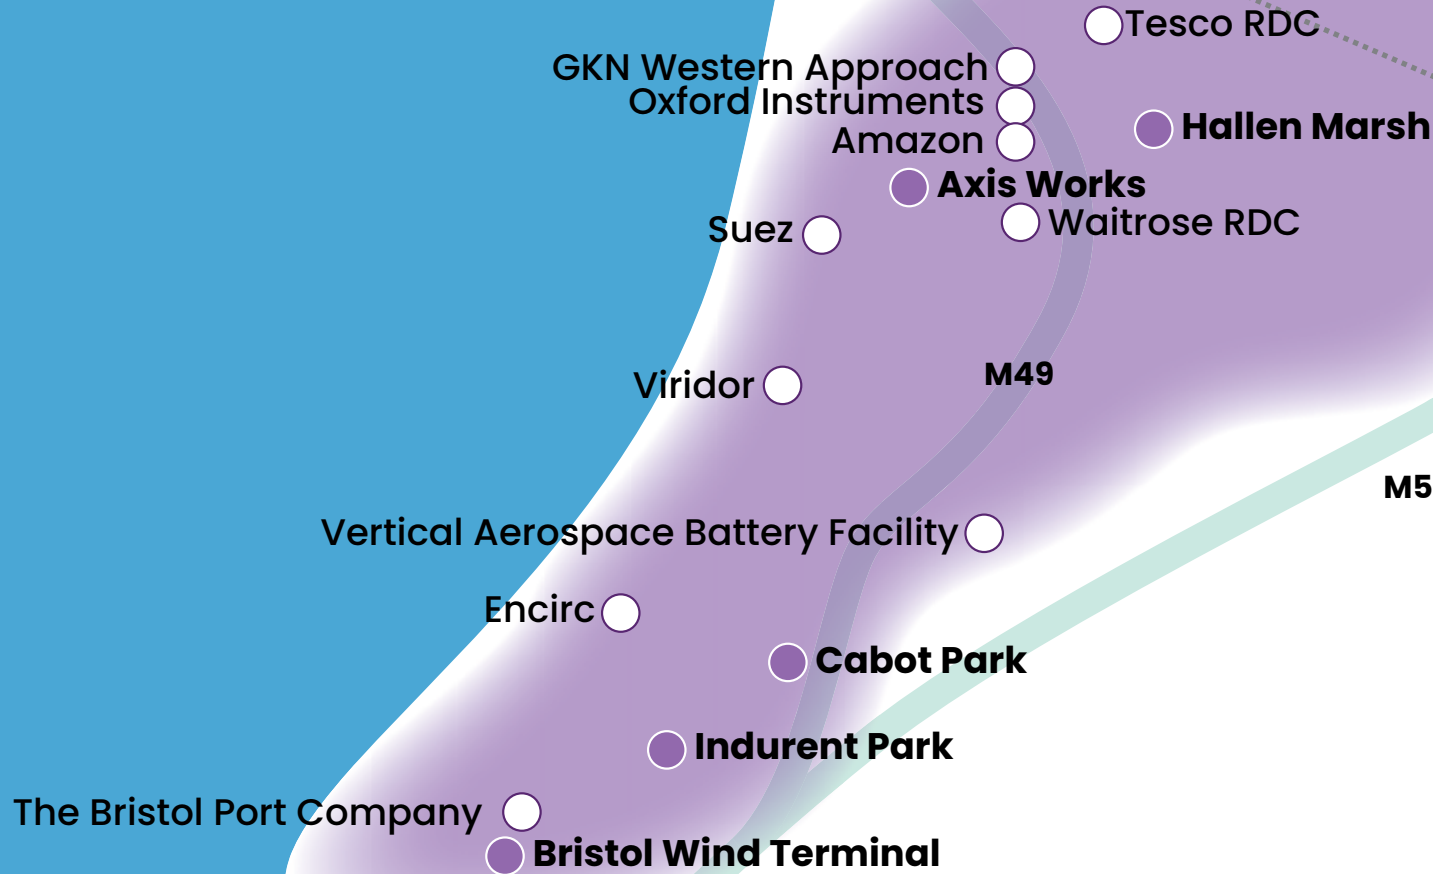 Tesco RDC
GKN Western Approach
Oxford Instruments
Hallen Marsh
Amazon
Axis Works
Waitrose RDC
Suez
M49
Viridor
M5
Vertical Aerospace Battery Facility
Encirc
Cabot Park
Indurent Park
The Bristol Port Company
Bristol Wind Terminal